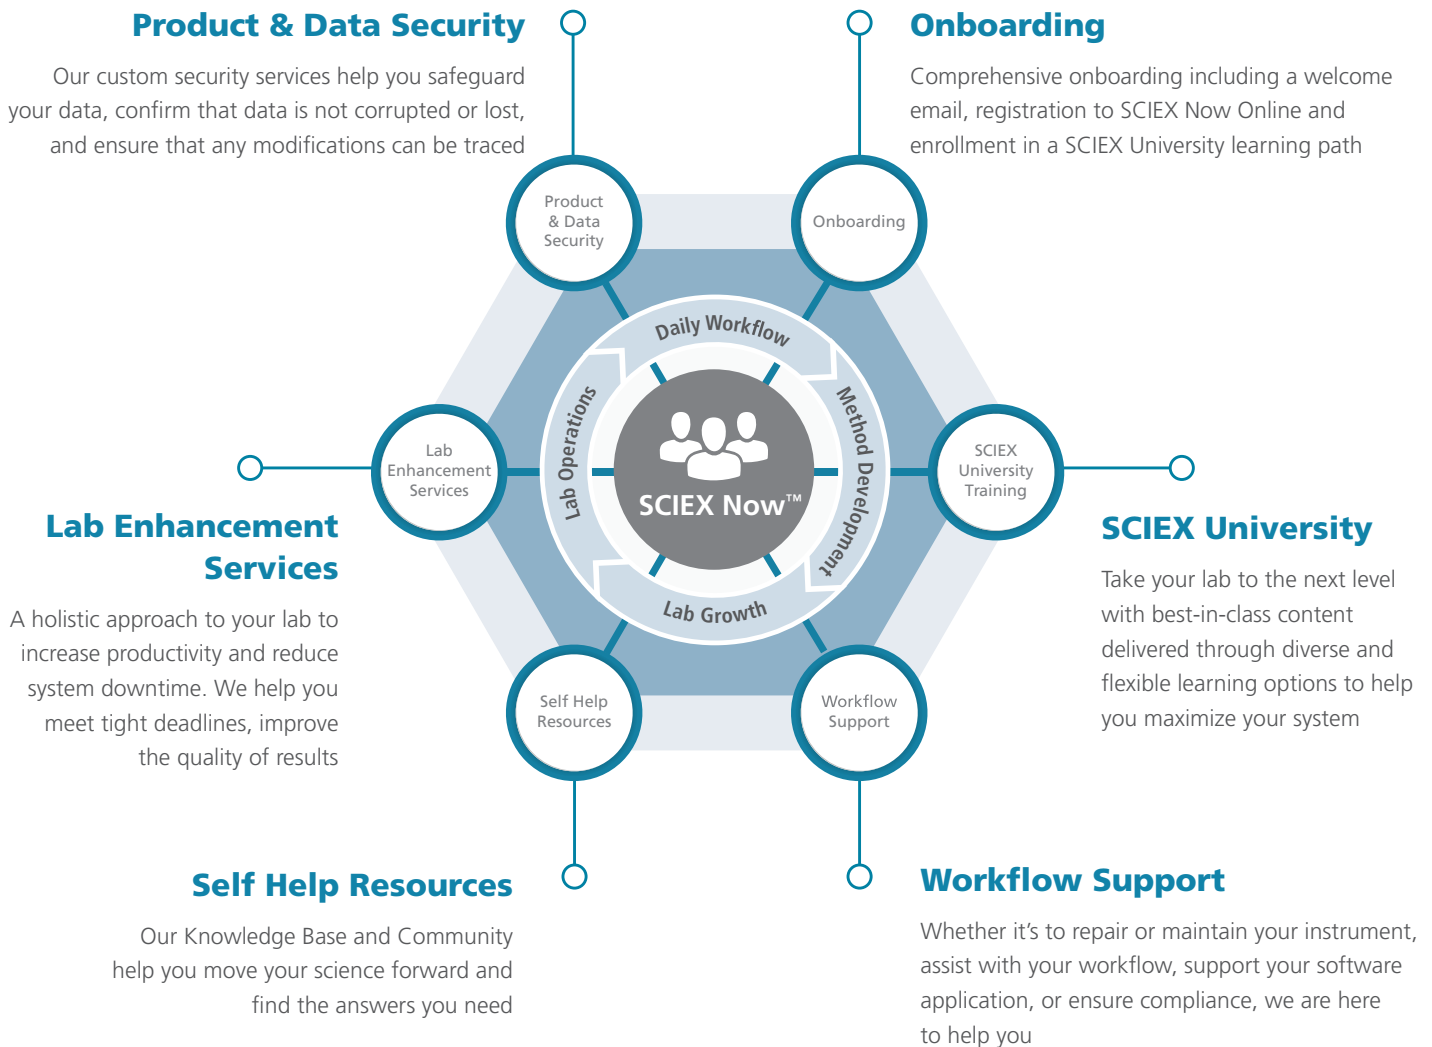 Product & Data Security
Our custom security services help you safeguard
your data, confirm that data is not corrupted or lost,
and ensure that any modifications can be traced
Onboarding
Comprehensive onboarding including a welcome
email, registration to SCIEX Now Online and
enrollment in a SCIEX University learning path
Product
& Data
Security
Onboarding
Daily Workflow
Lab Operations
Method Development
Lab
Enhancement
Services
SCIEX Now™
SCIEX
University
Training
Lab Growth
Lab Enhancement
Services
A holistic approach to your lab to
increase productivity and reduce
system downtime. We help you
meet tight deadlines, improve
the quality of results
SCIEX University
Take your lab to the next level
with best-in-class content
delivered through diverse and
flexible learning options to help
you maximize your system
Self Help
Resources
Workflow
Support
Self Help Resources
Our Knowledge Base and Community
help you move your science forward and
find the answers you need
Workflow Support
Whether it’s to repair or maintain your instrument,
assist with your workflow, support your software
application, or ensure compliance, we are here
to help you